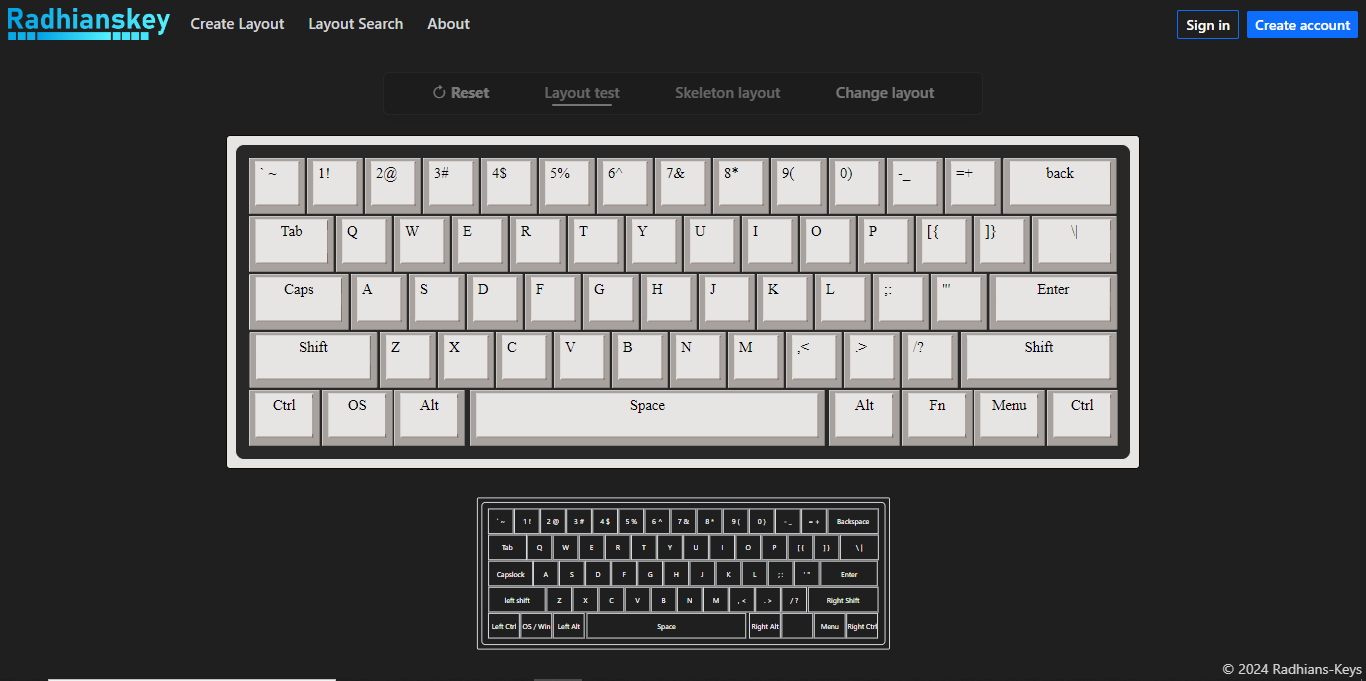 Radhianskey Create Layout Layout Search About Sign in Create account
Reset Layout test Skeleton layout Change layout
` ~ 1! 2@ 3# 4$ 5% 6^ 7& 8* 9( 0) -_ =+ back
Tab Q W E R T Y U I O P [{ ]} \|
Caps A S D F G H J K L ;: '" Enter
Shift Z X C V B N M ,< .> /? Shift
Ctrl OS Alt Space Alt Fn Menu Ctrl
` ~ 1 ! 2 @ 3 # 4 $ 5 % 6 ^ 7 & 8 * 9 ( 0 ) - _ = + Backspace
Tab Q W E R T Y U I O P [ { ] } \ |
Capslock A S D F G H J K L ; : ' " Enter
left shift Z X C V B N M , < . > / ? Right Shift
Left Ctrl OS / Win Left Alt Space Right Alt Menu Right Ctrl
© 2024 Radhians-Keys